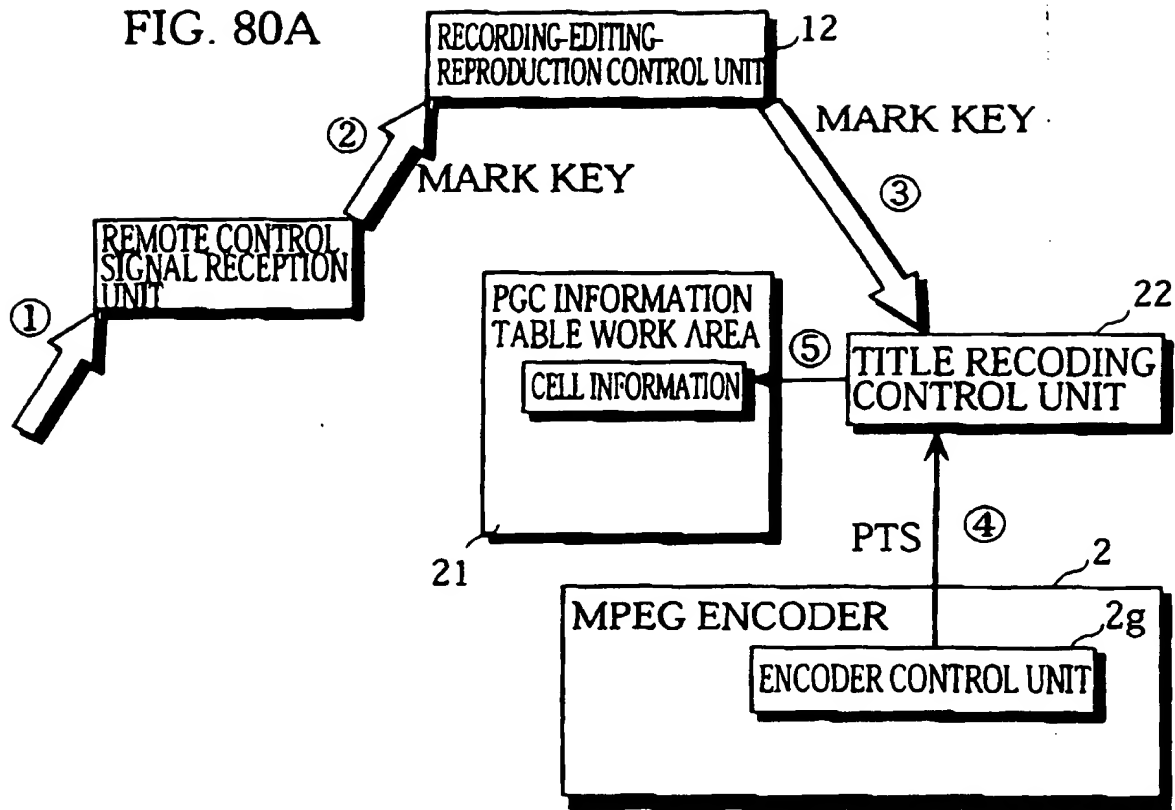 FIG. 80A
RECORDING-EDITING-
REPRODUCTION CONTROL UNIT
12
②
MARK KEY
MARK KEY
③
REMOTE CONTROL
SIGNAL RECEPTION
UNIT
①
PGC INFORMATION
TABLE WORK AREA
CELL INFORMATION
⑤
22
TITLE RECODING
CONTROL UNIT
21
PTS
④
2
MPEG ENCODER
2g
ENCODER CONTROL UNIT